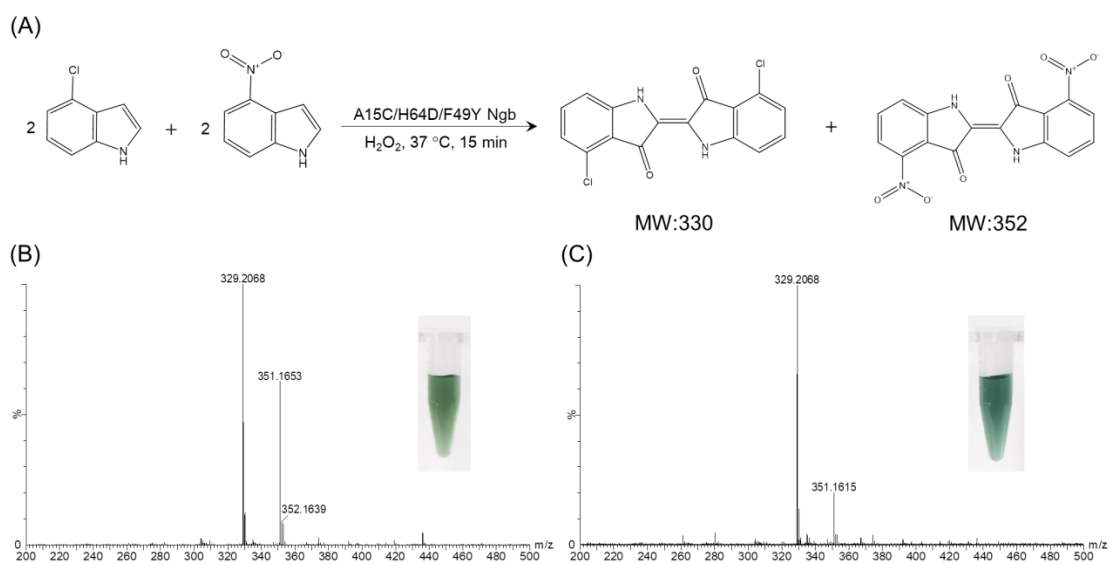 (A)
Cl
N
H
2
+
2
O
N+
O-
N
H
A15C/H64D/F49Y Ngb
H2O2, 37 °C, 15 min
O
Cl
H
N
N
H
O
Cl
MW:330
+
O
N+
O-
O
H
N
N
H
O
N+
O
O-
MW:352
(B)
329.2068
351.1653
352.1639
%
0
200 220 240 260 280 300 320 340 360 380 400 420 440 460 480 500 m/z
(C)
329.2068
351.1615
%
0
200 220 240 260 280 300 320 340 360 380 400 420 440 460 480 500 m/z